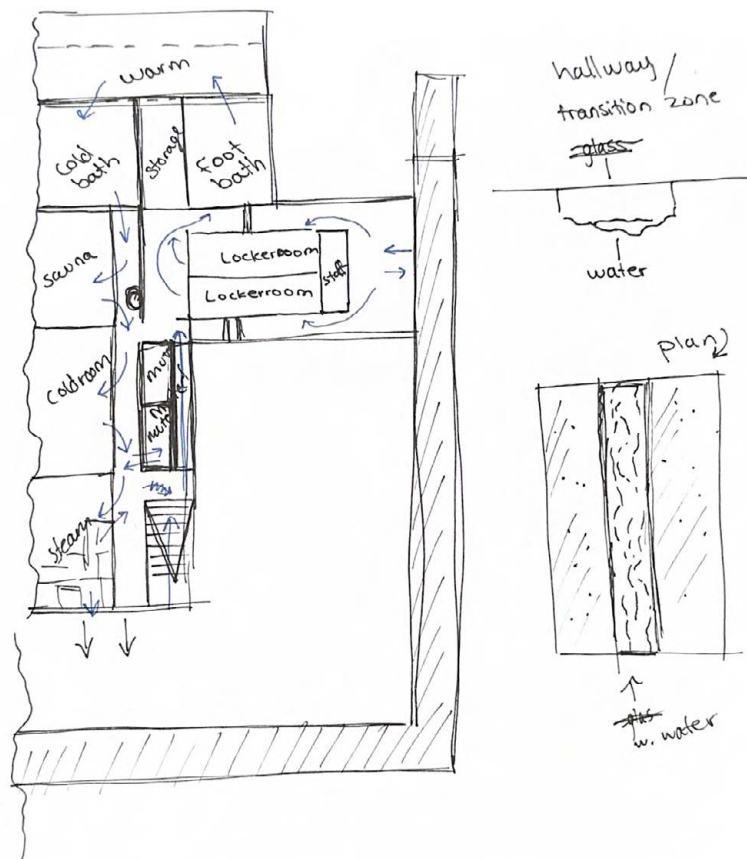 warm
cold
bath
storage
Foot
bath
sauna
Lockerroom
Lockerroom
staff
coldroom
steam
hallway /
transition zone
glass
water
plan
glas
w. water